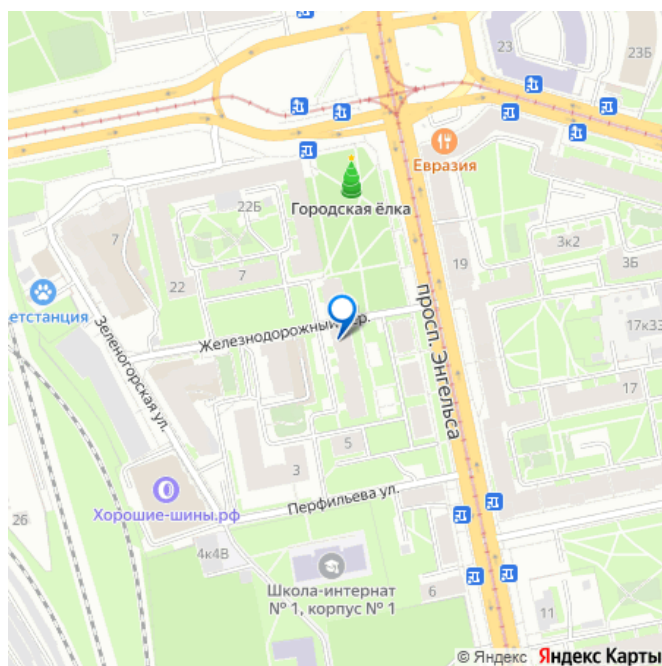 23
23Б
Евразия
22Б
Городская ёлка
7
3к2
22
7
19
3Б
етстанция
Железнодорожный
ер.
просп. Энгельса
17к33
Зеленогорская ул.
17
5
3
Перфильева ул.
Хорошие-шины.рф
26
4к4В
Школа-интернат
№ 1, корпус № 1
6
11
© Яндекс Яндекс Карты